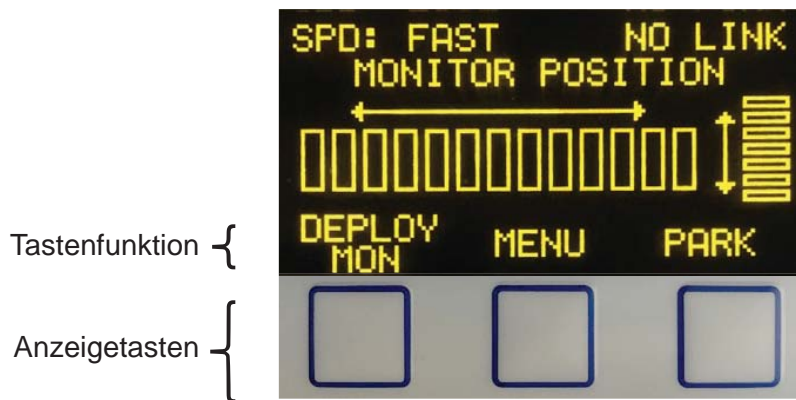 SPD: FAST NO LINK
MONITOR POSITION
DEPLOY
MON MENU PARK
Tastenfunktion
Anzeigetasten